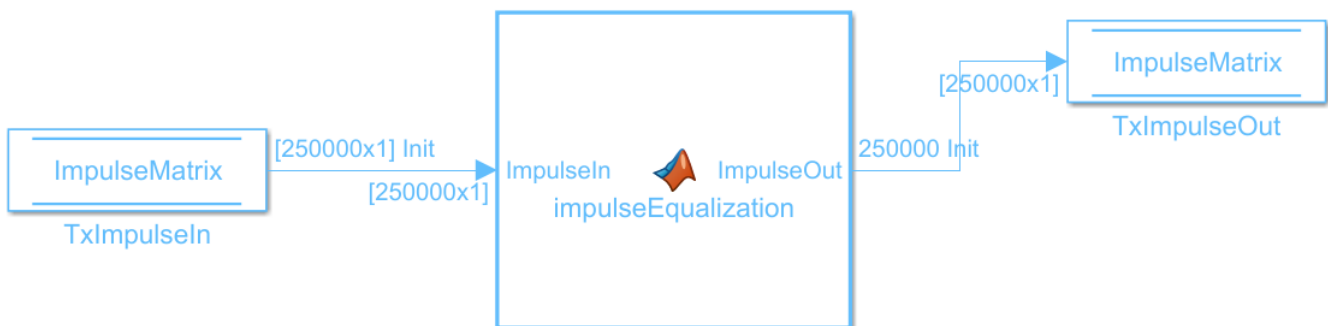 ImpulseMatrix
[250000x1]
TxImpulseOut
[250000x1] Init
250000 Init
ImpulseMatrix
ImpulseIn
ImpulseOut
[250000x1]
impulseEqualization
TxImpulseIn